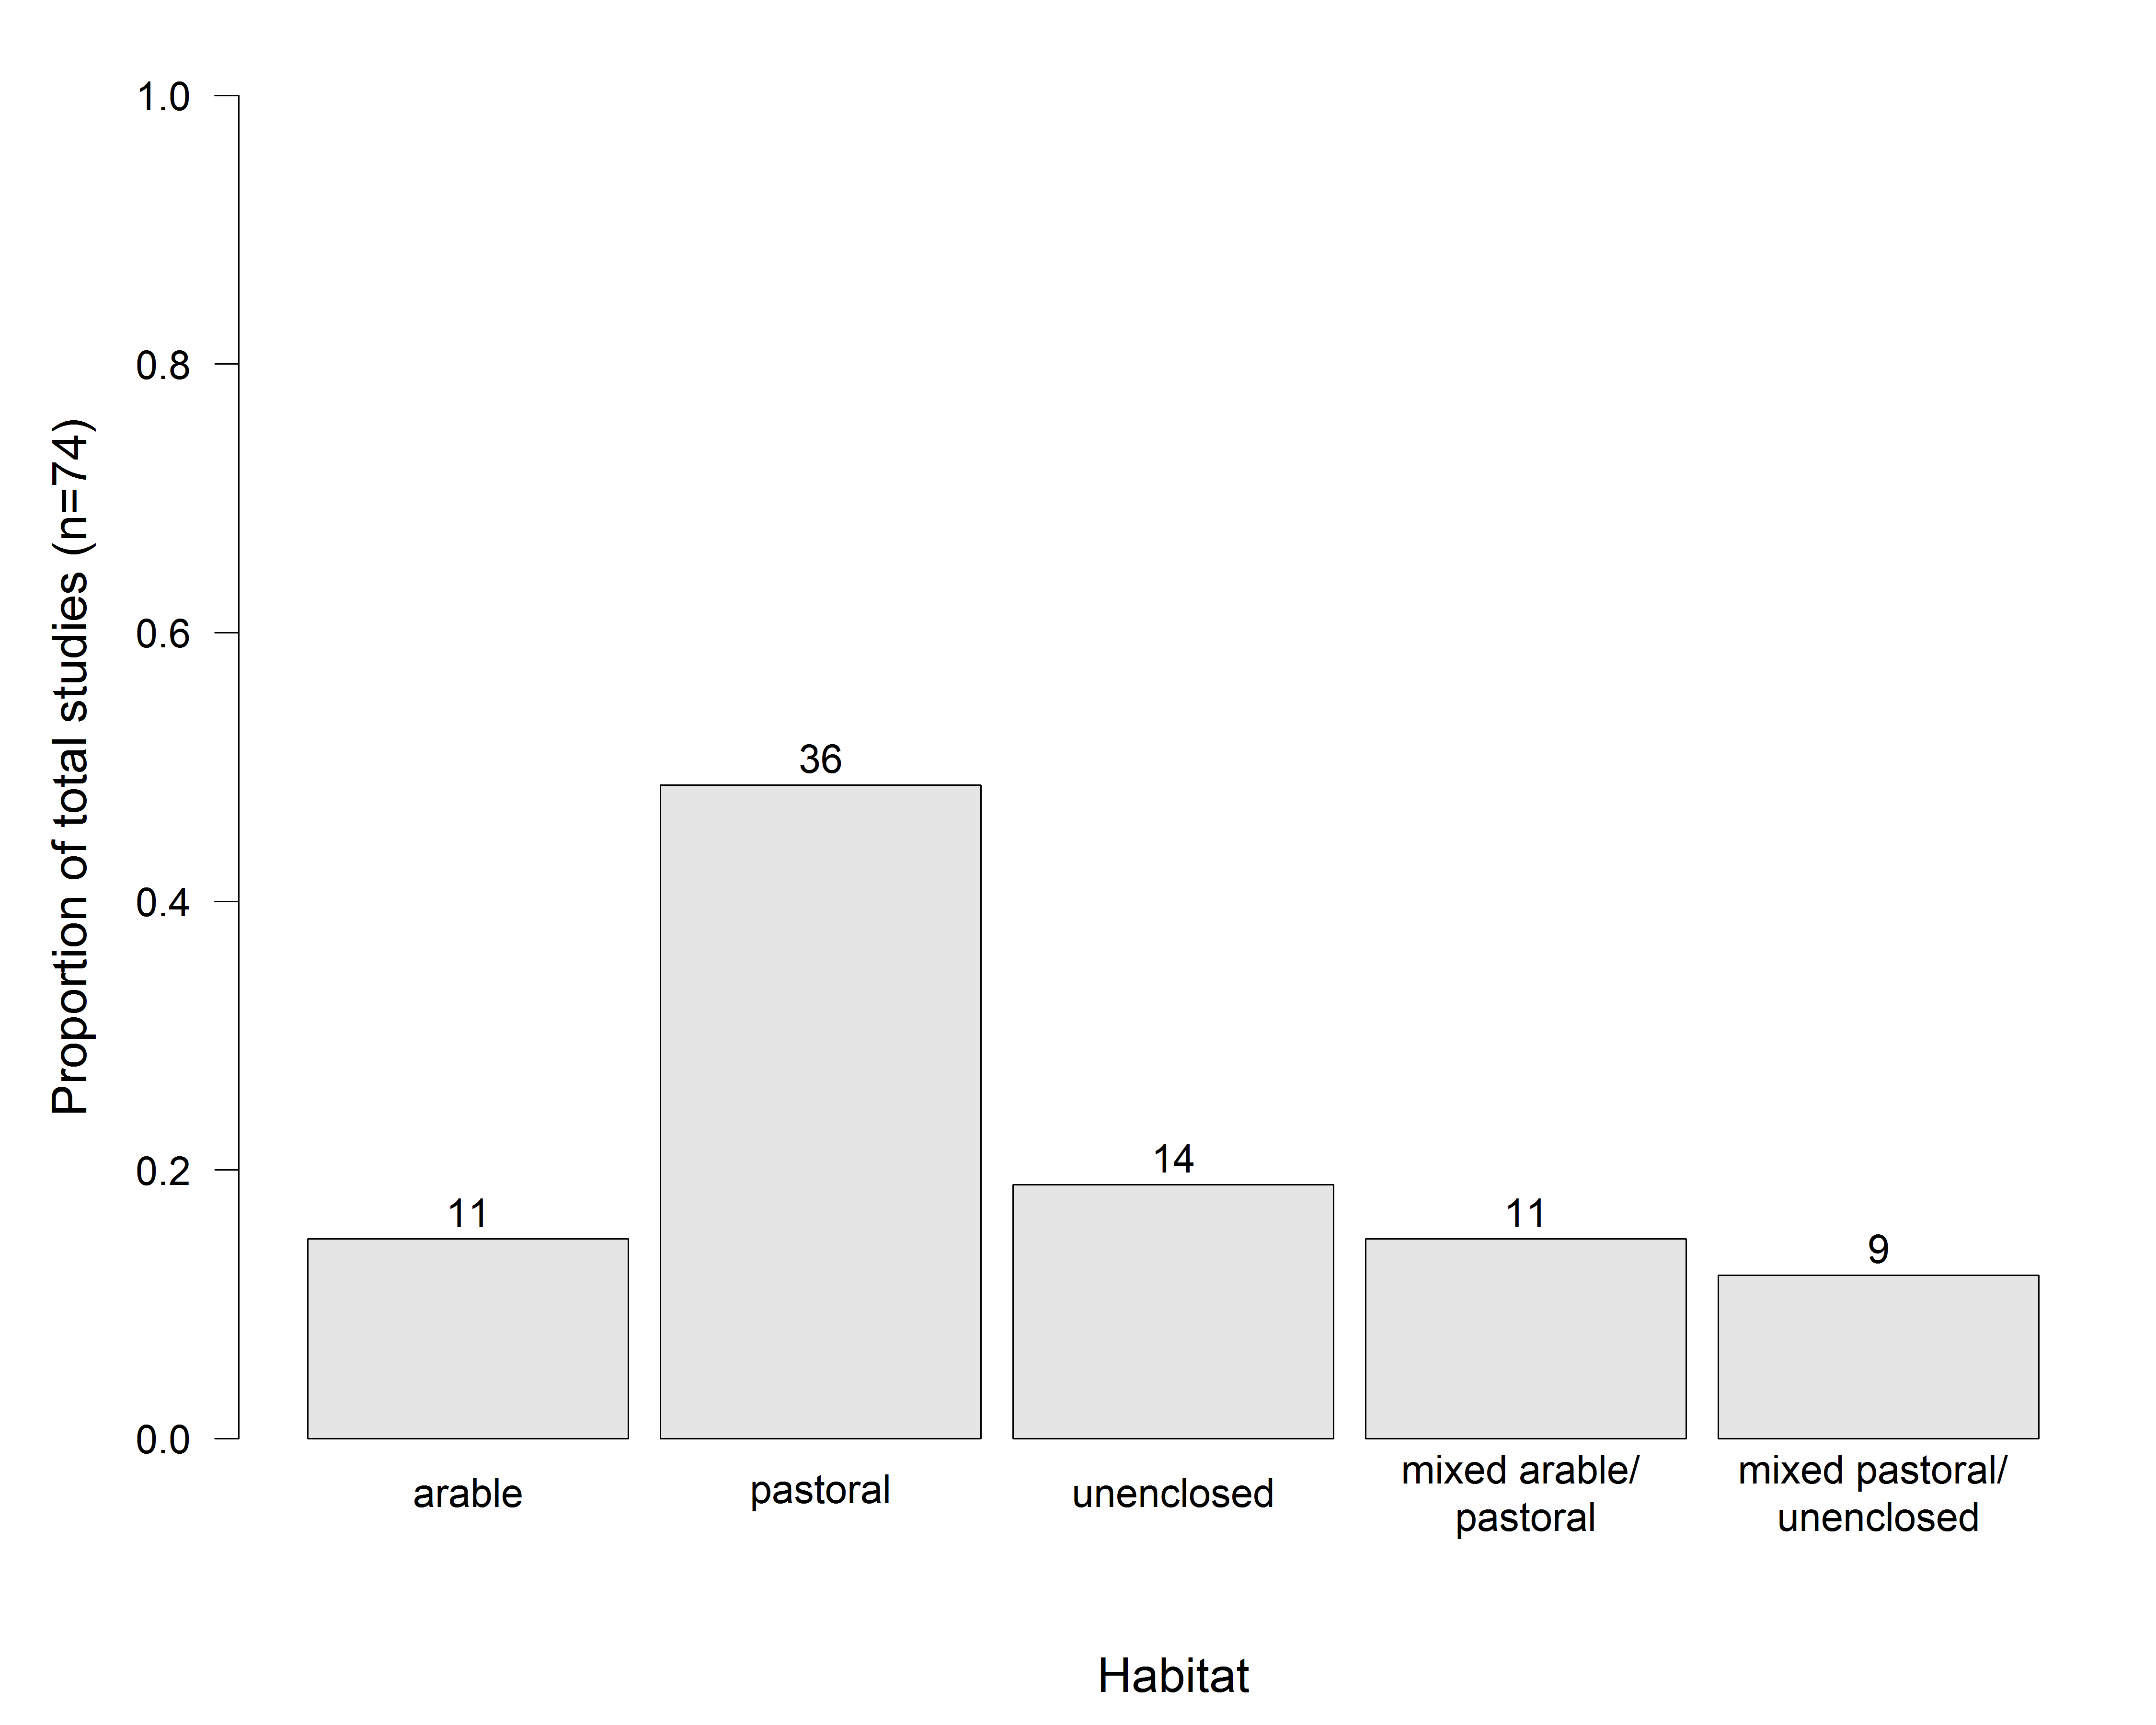 Proportion of total studies (n=74)
1.0
0.8
0.6
0.4
0.2
0.0
11
36
14
11
9
arable
pastoral
unenclosed
mixed arable/
pastoral
mixed pastoral/
unenclosed
Habitat